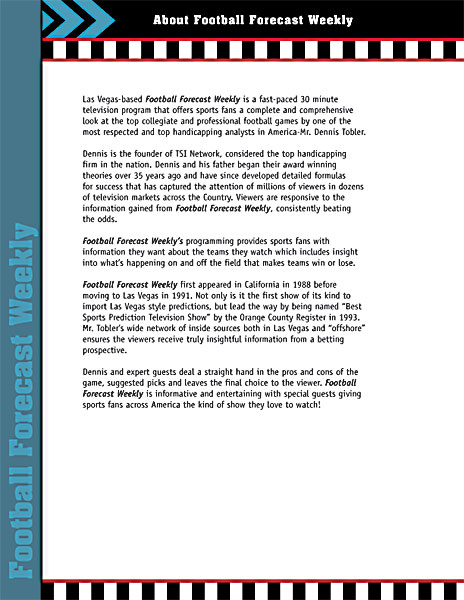 About Football Forecast Weekly
Las Vegas-based Football Forecast Weekly is a fast-paced 30 minute
television program that offers sports fans a complete and comprehensive
look at the top collegiate and professional football games by one of the
most respected and top handicapping analysts in America-Mr. Dennis Tobler.
Dennis is the founder of TSI Network, considered the top handicapping
firm in the nation. Dennis and his father began their award winning
theories over 35 years ago and have since developed detailed formulas
for success that has captured the attention of millions of viewers in dozens
of television markets across the Country. Viewers are responsive to the
information gained from Football Forecast Weekly, consistently beating
the odds.
Football Forecast Weekly's programming provides sports fans with
information they want about the teams they watch which includes insight
into what's happening on and off the field that makes teams win or lose.
Football Forecast Weekly first appeared in California in 1988 before
moving to Las Vegas in 1991. Not only is it the first show of its kind to
import Las Vegas style predictions, but lead the way by being named "Best
Sports Prediction Television Show" by the Orange County Register in 1993.
Mr. Tobler's wide network of inside sources both in Las Vegas and "offshore"
ensures the viewers receive truly insightful information from a betting
prospective.
Dennis and expert guests deal a straight hand in the pros and cons of the
game, suggested picks and leaves the final choice to the viewer. Football
Forecast Weekly is informative and entertaining with special guests giving
sports fans across America the kind of show they love to watch!
Football Forecast Weekly